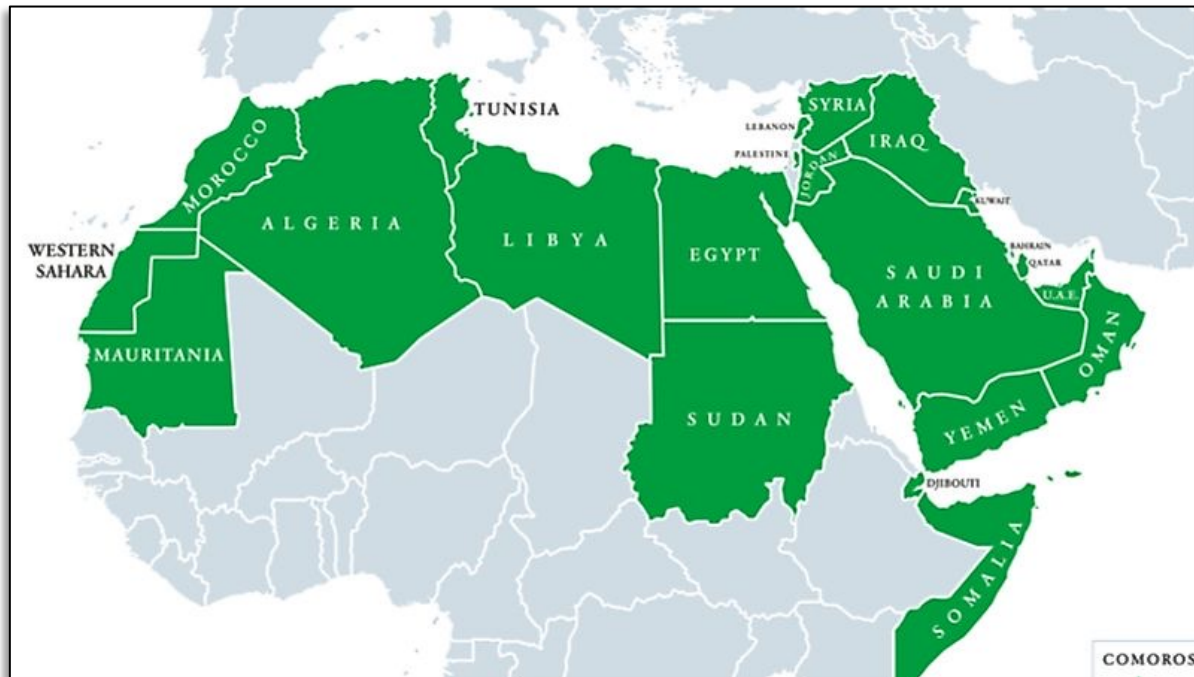 TUNISIA
MOROCCO
ALGERIA
LIBYA
EGYPT
WESTERN
SAHARA
MAURITANIA
SUDAN
SYRIA
LEBANON
PALESTINE
JORDAN
IRAQ
KUWAIT
BAHRAIN
QATAR
SAUDI
ARABIA
U.A.E.
OMAN
YEMEN
DJIBOUTI
SOMALIA
COMOROS